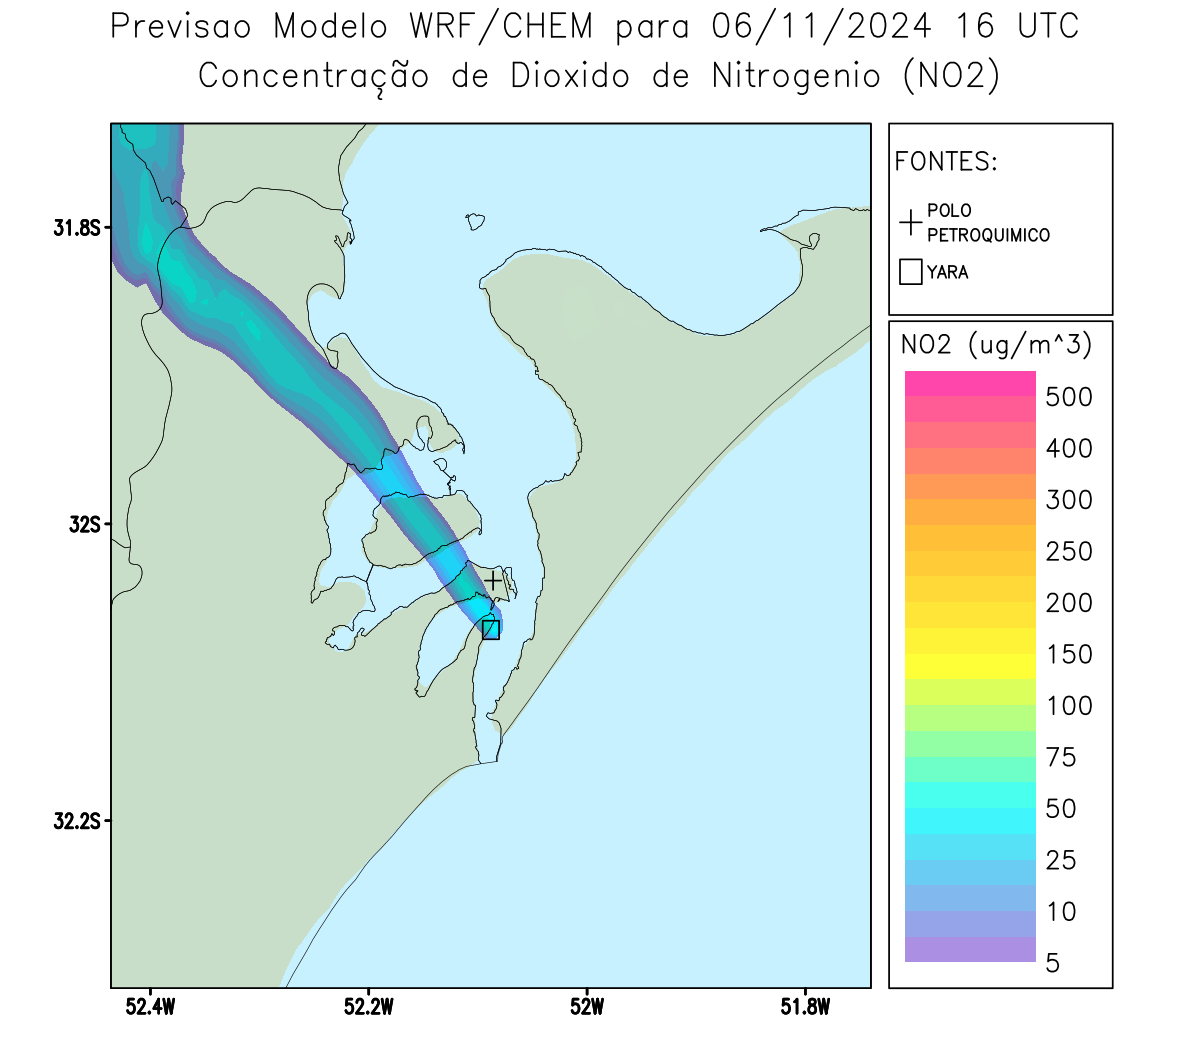 Previsao Modelo WRF/CHEM para 06/11/2024 16 UTC
Concentração de Dioxido de Nitrogenio (NO2)
FONTES:
POLO
PETROQUIMICO
YARA
NO2 (ug/m^3)
500
400
300
250
200
150
100
75
50
25
10
5
31.8S
32S
32.2S
52.4W
52.2W
52W
51.8W